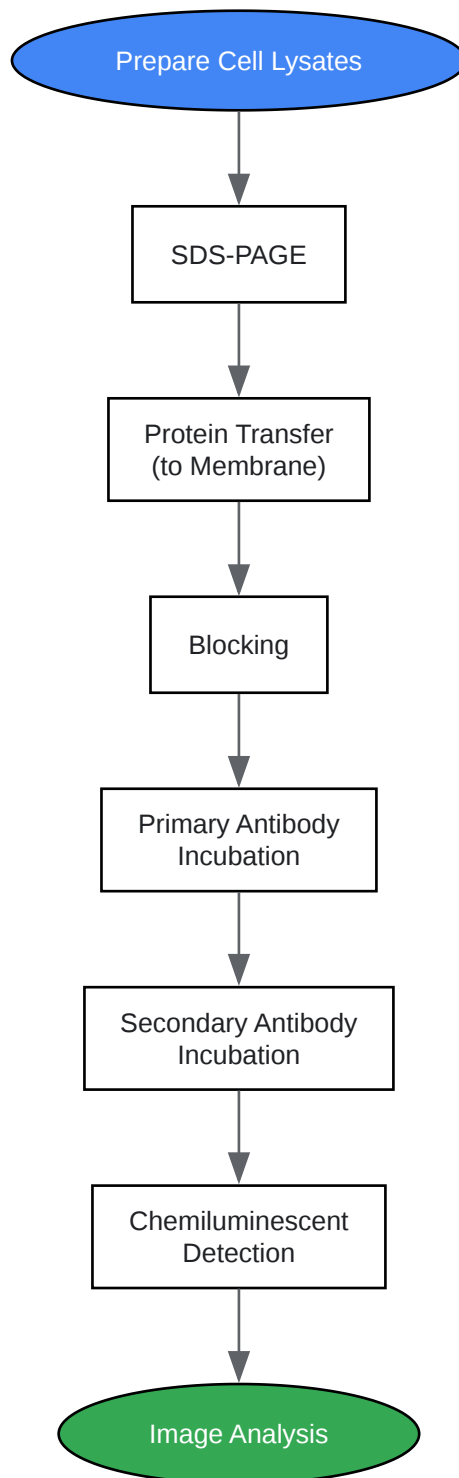 Prepare Cell Lysates
SDS-PAGE
Protein Transfer
(to Membrane)
Blocking
Primary Antibody
Incubation
Secondary Antibody
Incubation
Chemiluminescent
Detection
Image Analysis